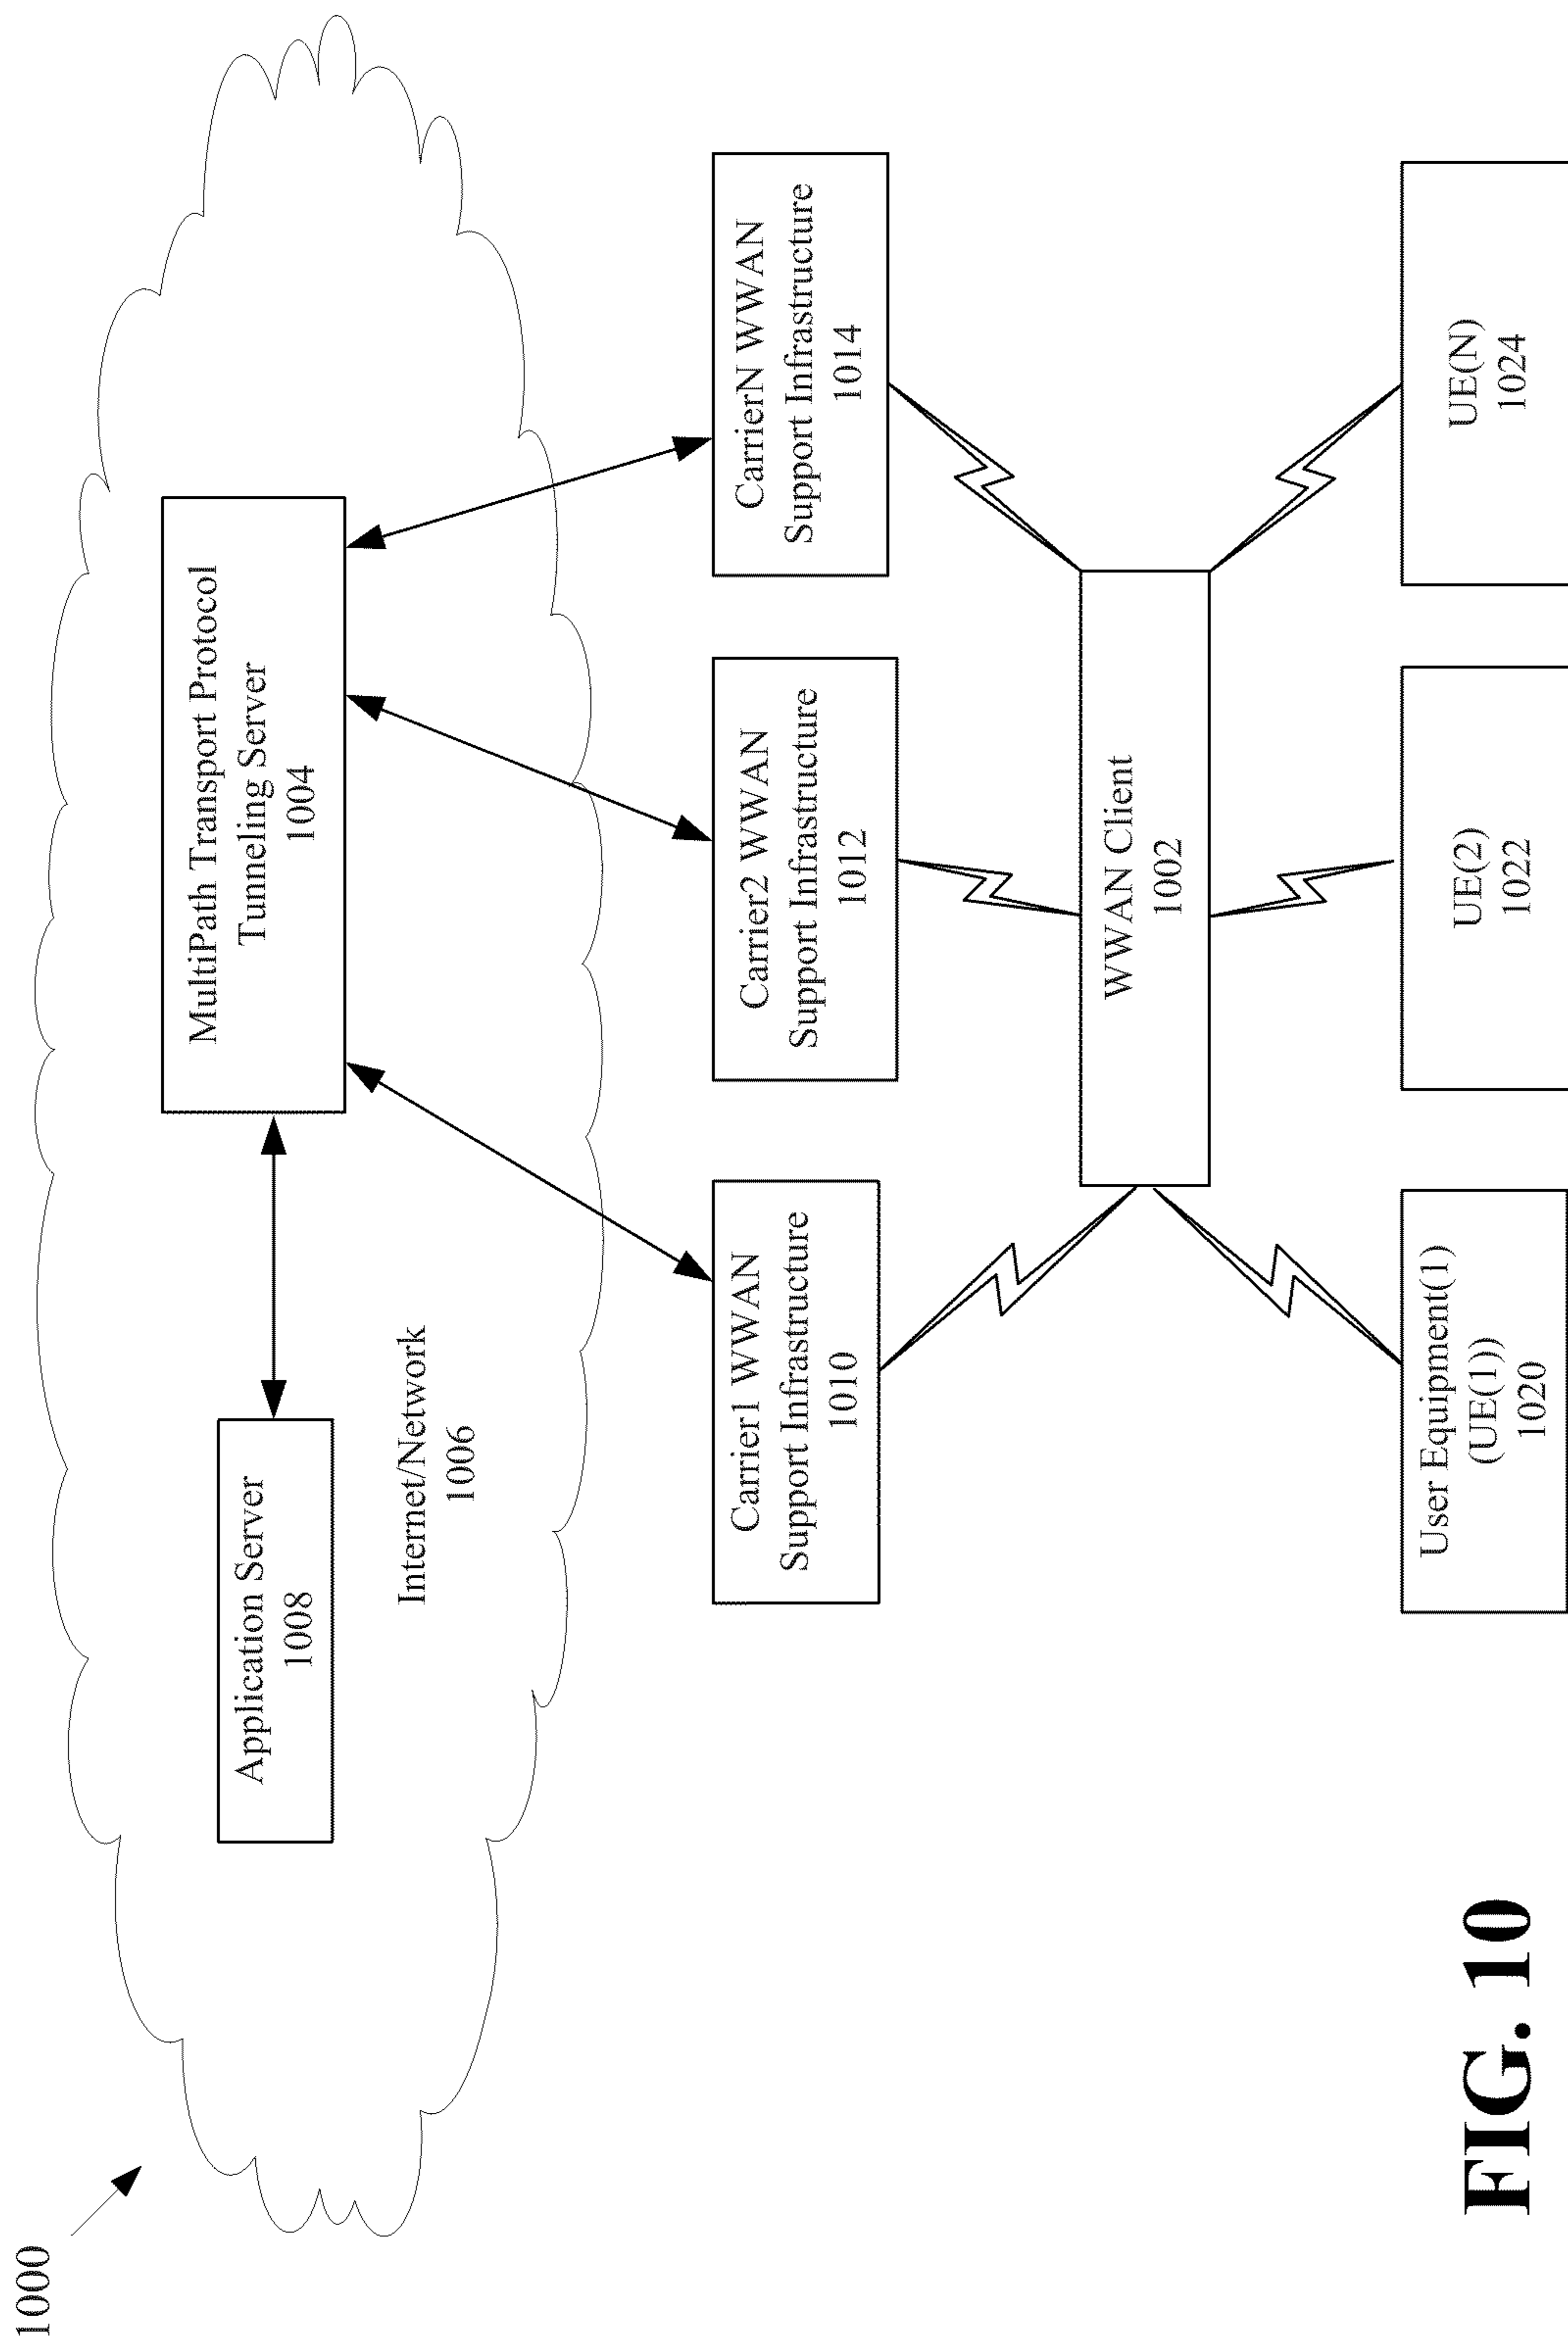 1000
Application Server
1008
MultiPath Transport Protocol
Tunneling Server
1004
Internet/Network
1006
Carrier1 WWAN
Support Infrastructure
1010
Carrier2 WWAN
Support Infrastructure
1012
CarrierN WWAN
Support Infrastructure
1014
WWAN Client
1002
User Equipment(1)
(UE(1))
1020
UE(2)
1022
UE(N)
1024
FIG. 10